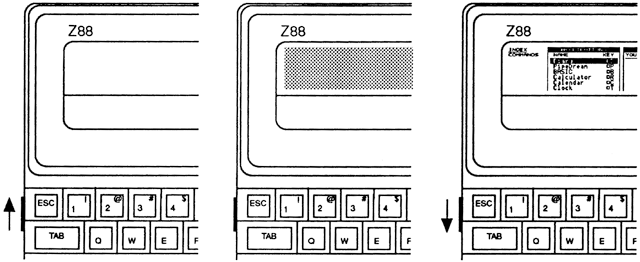 Z88
ESC ! 1 @ 2 # 3 $ 4
TAB Q W E
Z88
ESC ! 1 @ 2 # 3 $ 4
TAB Q W E
Z88
INDEX
COMMANDS
NAME KEY
Diary □D
PipeDream □P
BASIC □B
Calculator □R
Calendar □C
Clock □T
YOU
ESC ! 1 @ 2 # 3 $ 4
TAB Q W E